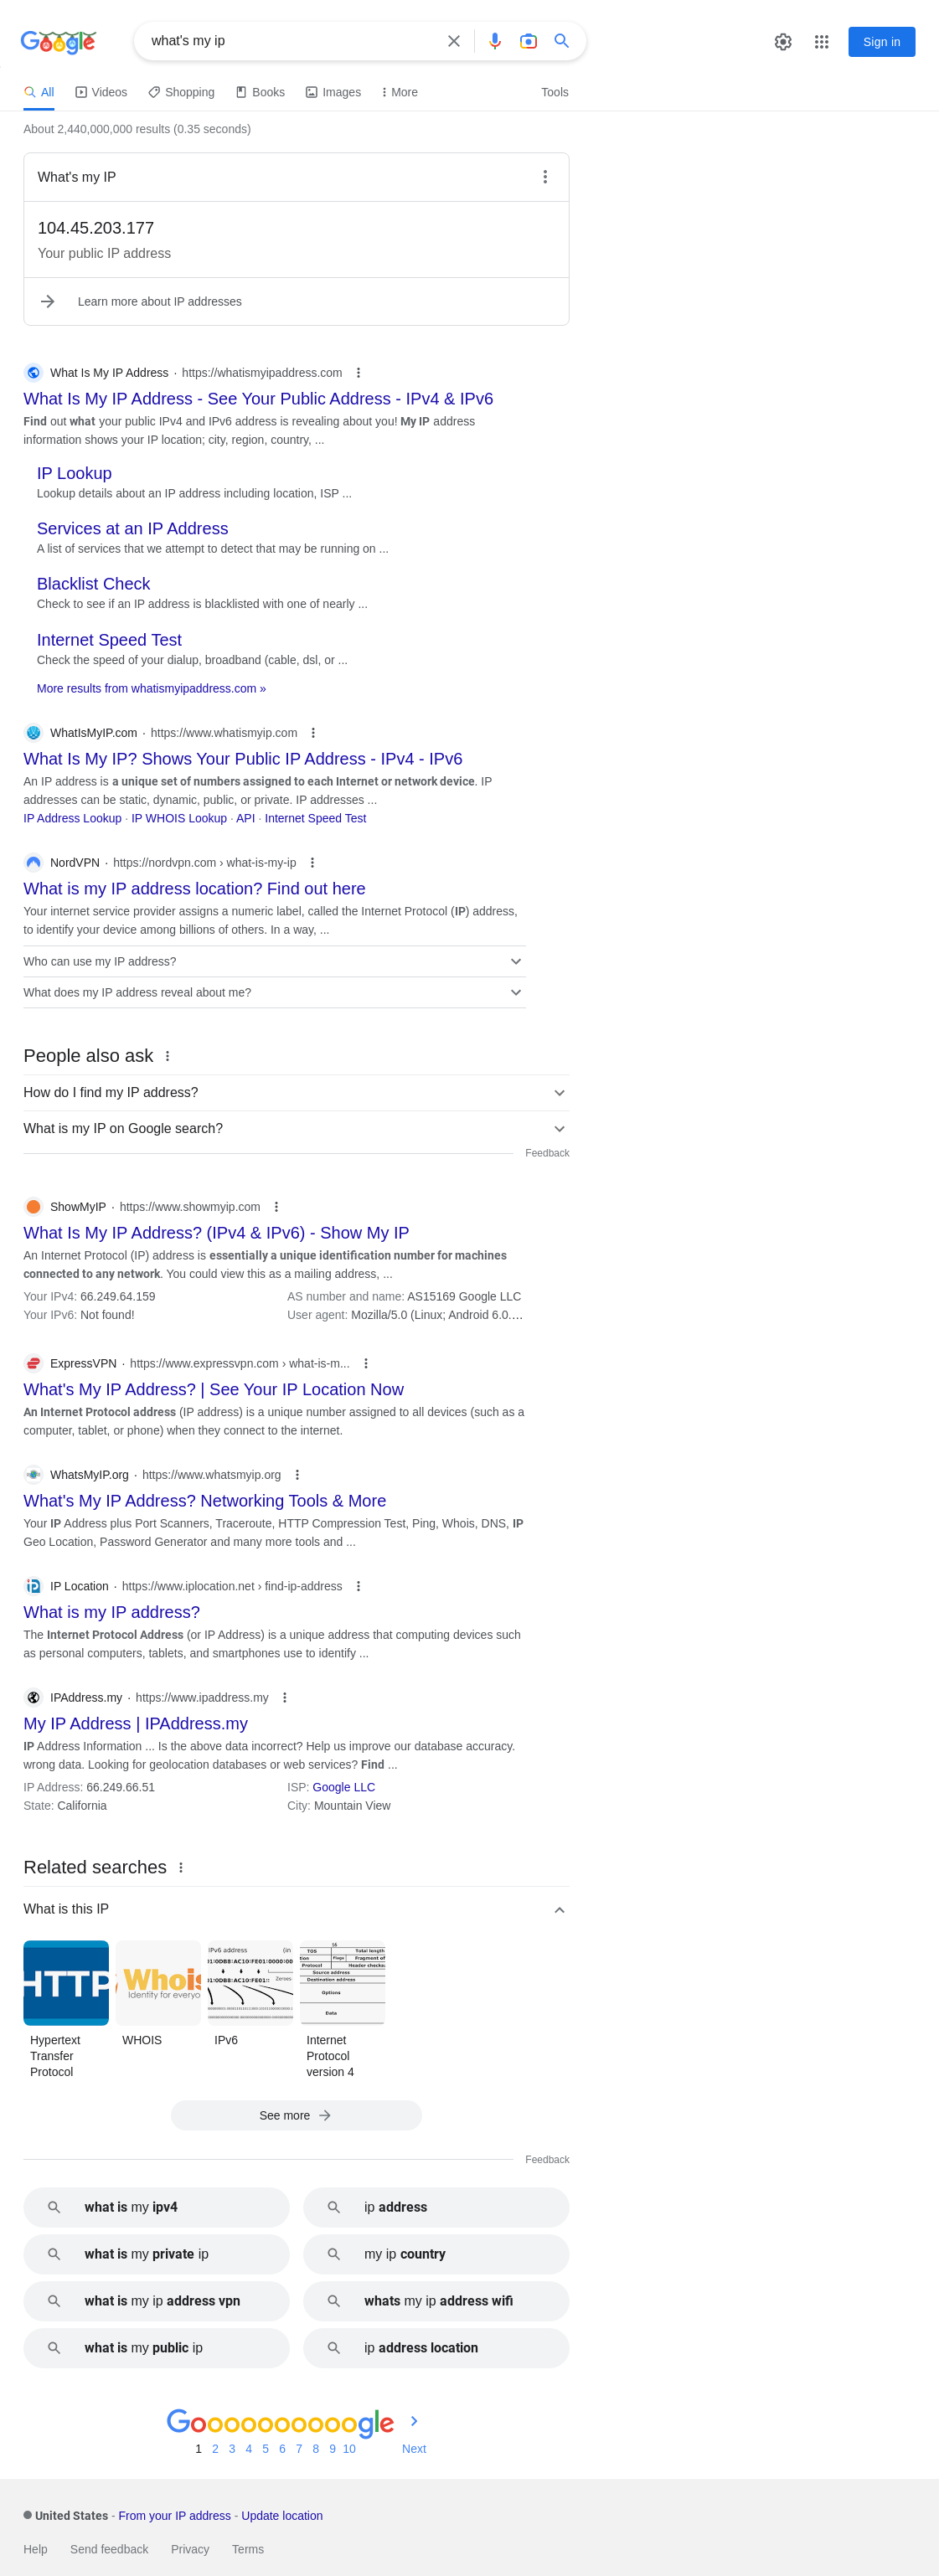 Google
what's my ip
Sign in
All Videos Shopping Books Images More Tools
About 2,440,000,000 results (0.35 seconds)
What's my IP
104.45.203.177
Your public IP address
Learn more about IP addresses
What Is My IP Address · https://whatismyipaddress.com
What Is My IP Address - See Your Public Address - IPv4 & IPv6
Find out what your public IPv4 and IPv6 address is revealing about you! My IP address
information shows your IP location; city, region, country, ...
IP Lookup
Lookup details about an IP address including location, ISP ...
Services at an IP Address
A list of services that we attempt to detect that may be running on ...
Blacklist Check
Check to see if an IP address is blacklisted with one of nearly ...
Internet Speed Test
Check the speed of your dialup, broadband (cable, dsl, or ...
More results from whatismyipaddress.com »
WhatIsMyIP.com · https://www.whatismyip.com
What Is My IP? Shows Your Public IP Address - IPv4 - IPv6
An IP address is a unique set of numbers assigned to each Internet or network device. IP
addresses can be static, dynamic, public, or private. IP addresses ...
IP Address Lookup · IP WHOIS Lookup · API · Internet Speed Test
NordVPN · https://nordvpn.com › what-is-my-ip
What is my IP address location? Find out here
Your internet service provider assigns a numeric label, called the Internet Protocol (IP) address,
to identify your device among billions of others. In a way, ...
Who can use my IP address?
What does my IP address reveal about me?
People also ask
How do I find my IP address?
What is my IP on Google search?
Feedback
ShowMyIP · https://www.showmyip.com
What Is My IP Address? (IPv4 & IPv6) - Show My IP
An Internet Protocol (IP) address is essentially a unique identification number for machines
connected to any network. You could view this as a mailing address, ...
Your IPv4: 66.249.64.159 AS number and name: AS15169 Google LLC
Your IPv6: Not found! User agent: Mozilla/5.0 (Linux; Android 6.0....
ExpressVPN · https://www.expressvpn.com › what-is-m...
What's My IP Address? | See Your IP Location Now
An Internet Protocol address (IP address) is a unique number assigned to all devices (such as a
computer, tablet, or phone) when they connect to the internet.
WhatsMyIP.org · https://www.whatsmyip.org
What's My IP Address? Networking Tools & More
Your IP Address plus Port Scanners, Traceroute, HTTP Compression Test, Ping, Whois, DNS, IP
Geo Location, Password Generator and many more tools and ...
IP Location · https://www.iplocation.net › find-ip-address
What is my IP address?
The Internet Protocol Address (or IP Address) is a unique address that computing devices such
as personal computers, tablets, and smartphones use to identify ...
IPAddress.my · https://www.ipaddress.my
My IP Address | IPAddress.my
IP Address Information ... Is the above data incorrect? Help us improve our database accuracy.
wrong data. Looking for geolocation databases or web services? Find ...
IP Address: 66.249.66.51 ISP: Google LLC
State: California City: Mountain View
Related searches
What is this IP
HTTP
Whois
Identity for everyo
IPv6 address (in
Zeroes
16
TOS Total length
Flags Fragment of
Protocol Header checksu
Source address
Destination address
Options
Data
Hypertext
Transfer
Protocol
WHOIS
IPv6
Internet
Protocol
version 4
See more
Feedback
what is my ipv4
ip address
what is my private ip
my ip country
what is my ip address vpn
whats my ip address wifi
what is my public ip
ip address location
Goooooooooogle
1 2 3 4 5 6 7 8 9 10 Next
United States - From your IP address - Update location
Help Send feedback Privacy Terms